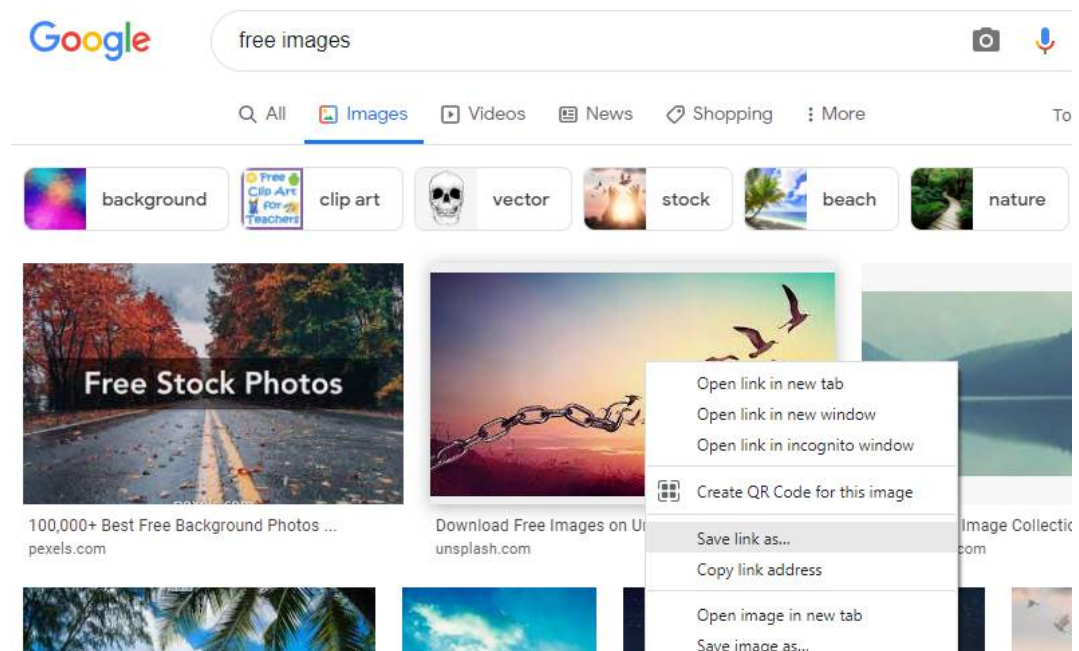 Google
free images
All Images Videos News Shopping More To
background
Free
Clip Art
for
Teachers
clip art
vector
stock
beach
nature
Free Stock Photos
pexels.com
100,000+ Best Free Background Photos ...
pexels.com
Download Free Images on
unsplash.com
Image Collectio
com
Open link in new tab
Open link in new window
Open link in incognito window
Create QR Code for this image
Save link as...
Copy link address
Open image in new tab
Save image as...